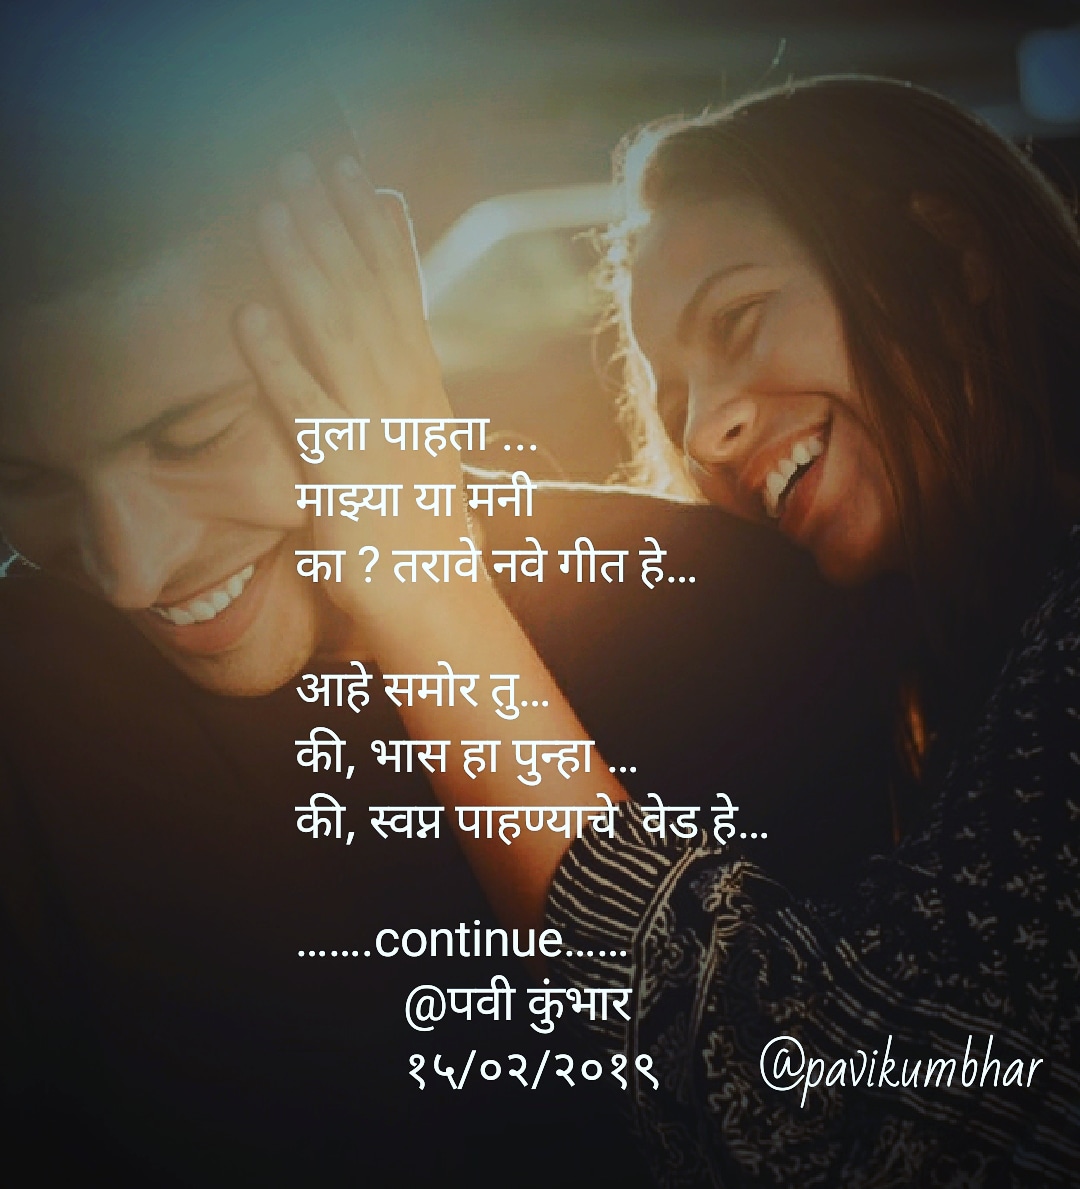 तुला पाहता ...
माझ्या या मनी
का ? तरावे नवे गीत हे...
आहे समोर तु...
की, भास हा पुन्हा ...
की, स्वप्न पाहण्याचे वेड हे...
.......continue......
@पवी कुंभार
१५/०२/२०१९
@pavikumbhar